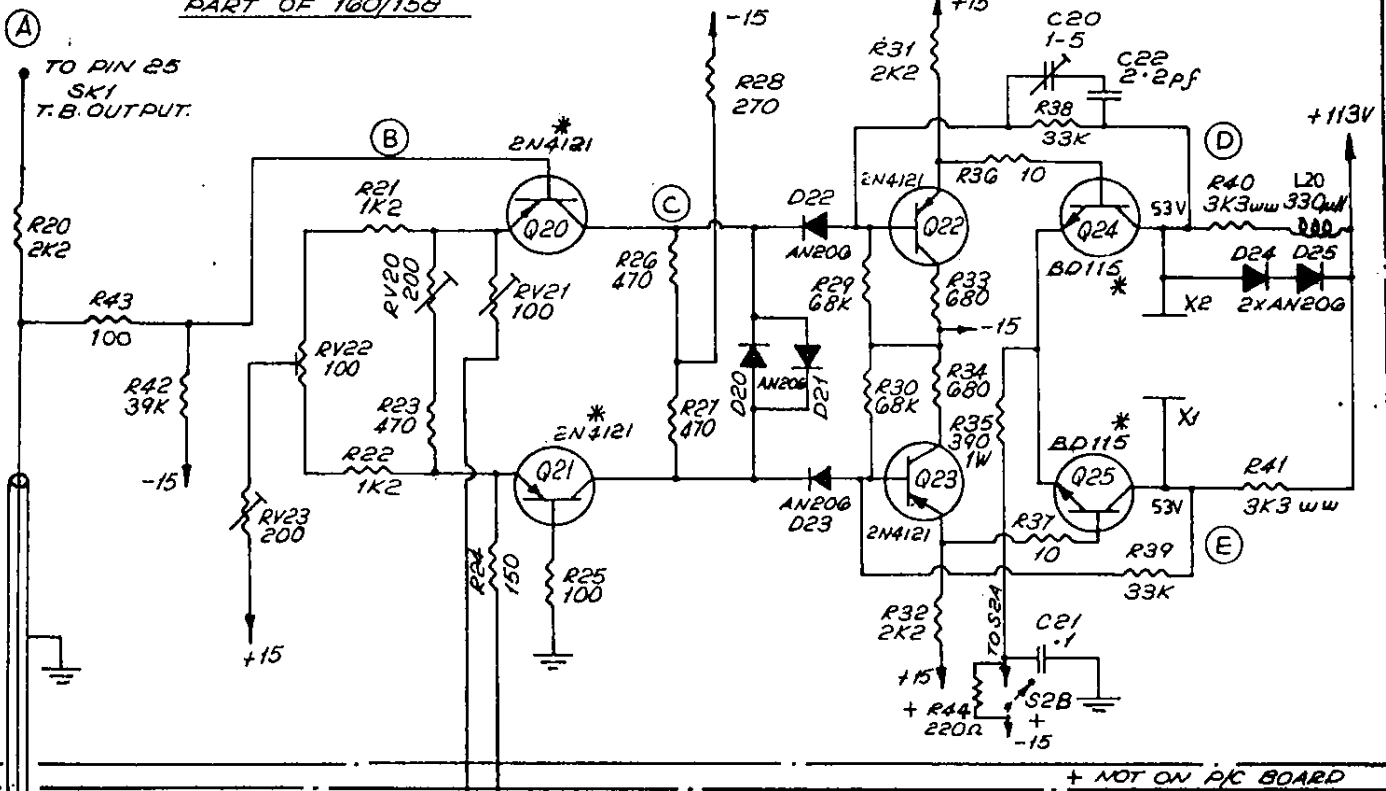 PART OF 160/158
A
TO PIN 25
SK1
T.B. OUTPUT.
R20
2K2
R43
100
R42
39K
-15
B
*
2N4121
Q20
R21
1K2
RV20
200
RV21
100
RV22
100
R23
470
R22
1K2
RV23
200
+15
*
2N4121
Q21
R24
150
R25
100
C
-15
R28
270
R26
470
R27
470
D22
AN206
D20
AN206
D21
AN206
D23
+15
R31
2K2
C20
1-5
C22
2·2pf
R38
33K
2N4121
Q22
R36
10
R29
68K
R33
680
-15
R30
68K
R34
680
R35
390
1W
Q23
2N4121
R37
10
R32
2K2
+15
TO S2A
C21
.1
+ R44
220Ω
S2B
+
-15
+113V
D
R40
3K3 WW
L20
330μH
53V
Q24
BD115
*
D24
D25
2xAN206
X2
X1
*
BD115
Q25
53V
R41
3K3 WW
E
R39
33K
+ NOT ON P/C BOARD